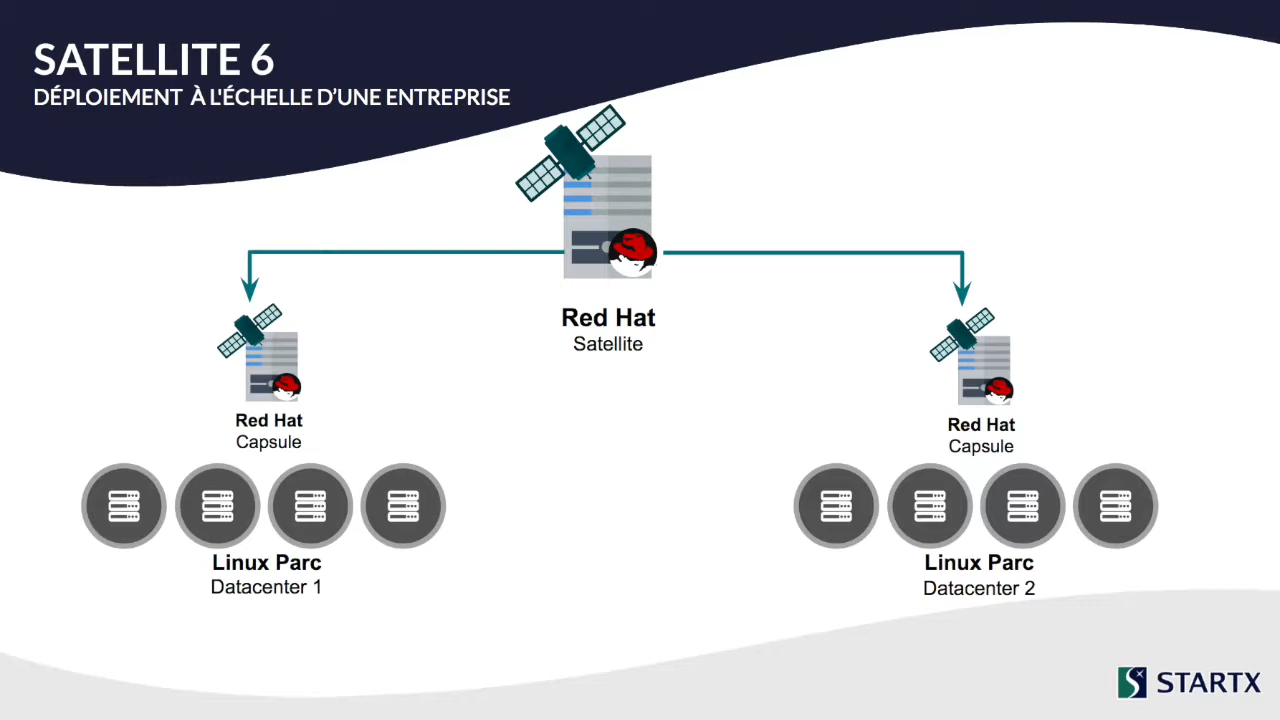 SATELLITE 6
DÉPLOIEMENT À L'ÉCHELLE D'UNE ENTREPRISE
Red Hat
Satellite
Red Hat
Capsule
Red Hat
Capsule
Linux Parc
Datacenter 1
Linux Parc
Datacenter 2
STARTX